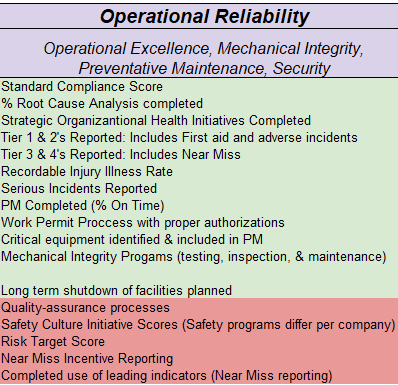 Operational Reliability
Operational Excellence, Mechanical Integrity,
Preventative Maintenance, Security
Standard Compliance Score
% Root Cause Analysis completed
Strategic Organizantional Health Initiatives Completed
Tier 1 & 2's Reported: Includes First aid and adverse incidents
Tier 3 & 4's Reported: Includes Near Miss
Recordable Injury Illness Rate
Serious Incidents Reported
PM Completed (% On Time)
Work Permit Proccess with proper authorizations
Critical equipment identified & included in PM
Mechanical Integrity Progams (testing, inspection, & maintenance)
Long term shutdown of facilities planned
Quality-assurance processes
Safety Culture Initiative Scores (Safety programs differ per company)
Risk Target Score
Near Miss Incentive Reporting
Completed use of leading indicators (Near Miss reporting)